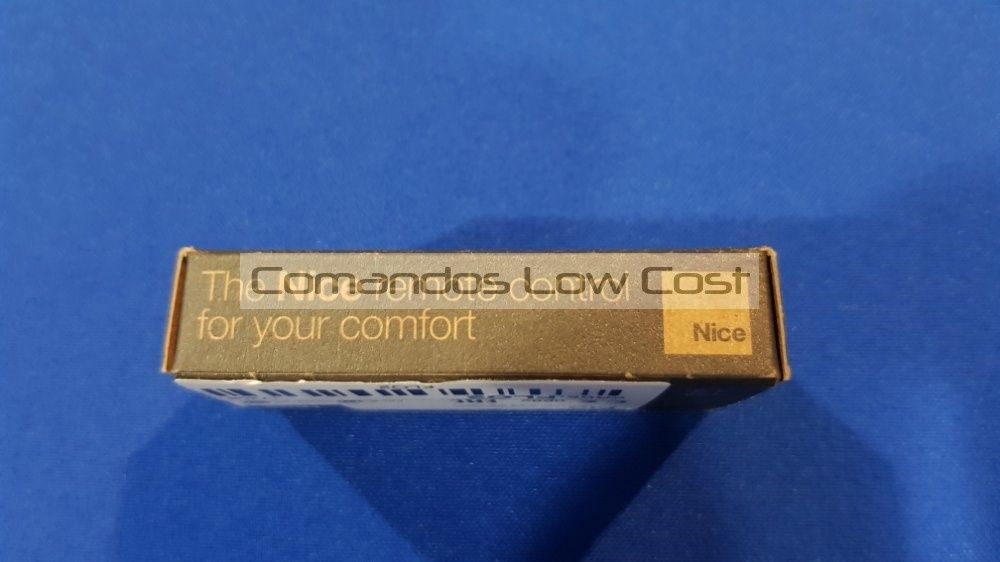 Comandos Low Cost
The Nice remote control
for your comfort
Nice